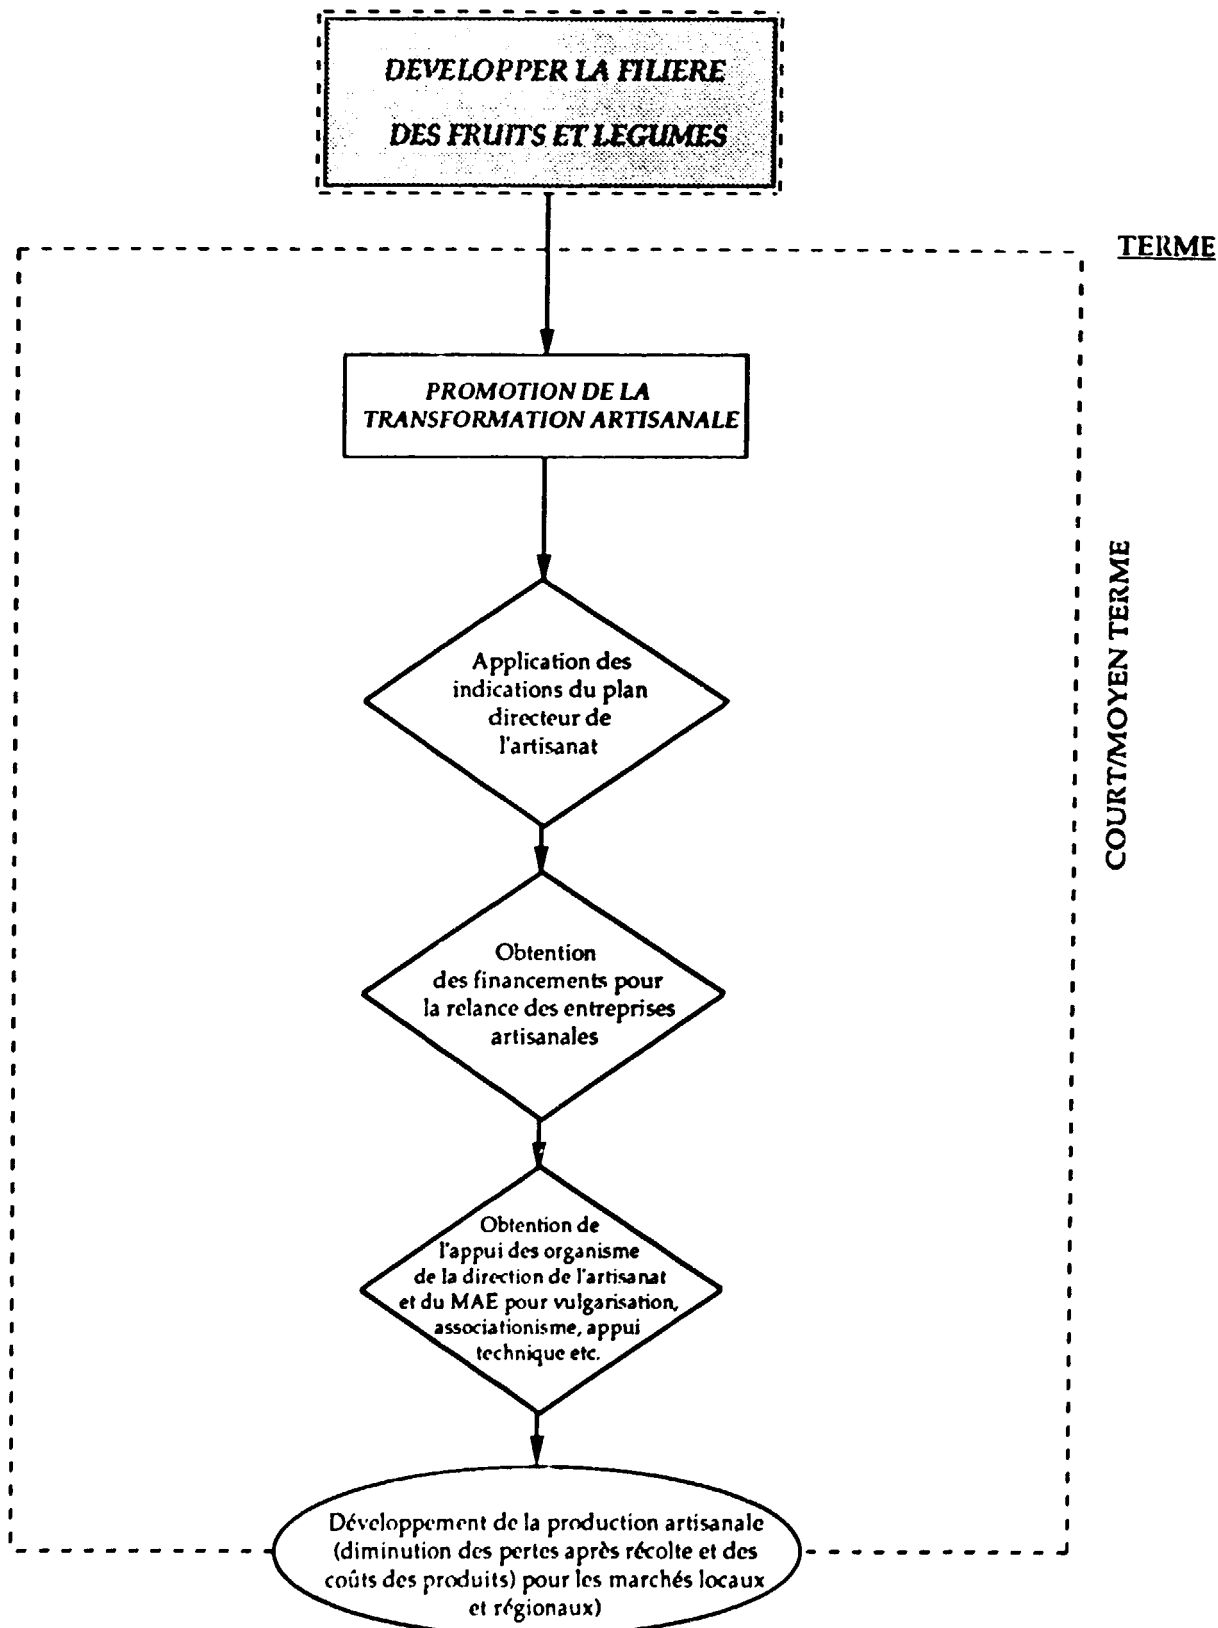 DEVELOPPER LA FILIERE
DES FRUITS ET LEGUMES
TERME
PROMOTION DE LA
TRANSFORMATION ARTISANALE
COURT/MOYEN TERME
Application des
indications du plan
directeur de
l'artisanat
Obtention
des financements pour
la relance des entreprises
artisanales
Obtention de
l'appui des organisme
de la direction de l'artisanat
et du MAE pour vulgarisation,
associationisme, appui
technique etc.
Développement de la production artisanale
(diminution des pertes après récolte et des
coûts des produits) pour les marchés locaux
et régionaux)